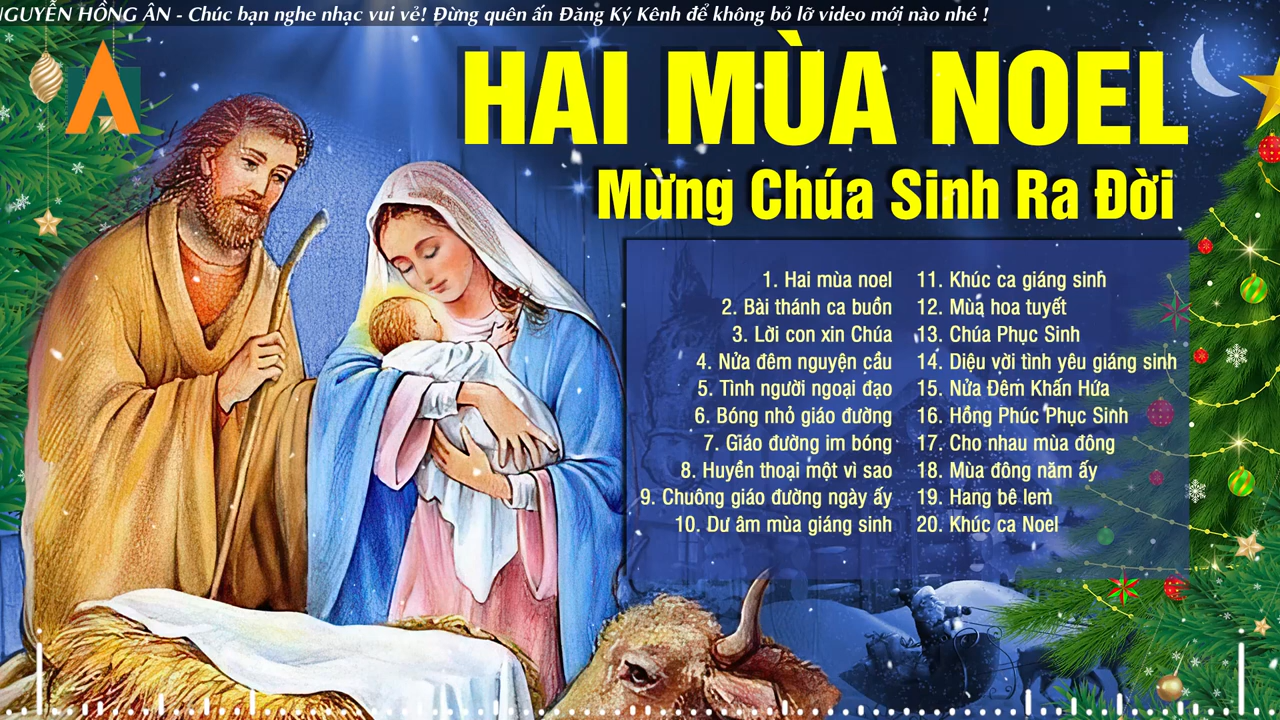 NGUYỄN HỒNG ÂN - Chúc bạn nghe nhạc vui vẻ! Đừng quên ấn Đăng Ký Kênh để không bỏ lỡ video mới nào nhé !
HAI MÙA NOEL
Mừng Chúa Sinh Ra Đời
1. Hai mùa noel
2. Bài thánh ca buồn
3. Lời con xin Chúa
4. Nửa đêm nguyện cầu
5. Tình người ngoại đạo
6. Bóng nhỏ giáo đường
7. Giáo đường im bóng
8. Huyền thoại một vì sao
9. Chuông giáo đường ngày ấy
10. Dư âm mùa giáng sinh
11. Khúc ca giáng sinh
12. Mùa hoa tuyết
13. Chúa Phục Sinh
14. Diệu vời tình yêu giáng sinh
15. Nửa Đêm Khấn Hứa
16. Hồng Phúc Phục Sinh
17. Cho nhau mùa đông
18. Mùa đông năm ấy
19. Hang bê lem
20. Khúc ca Noel